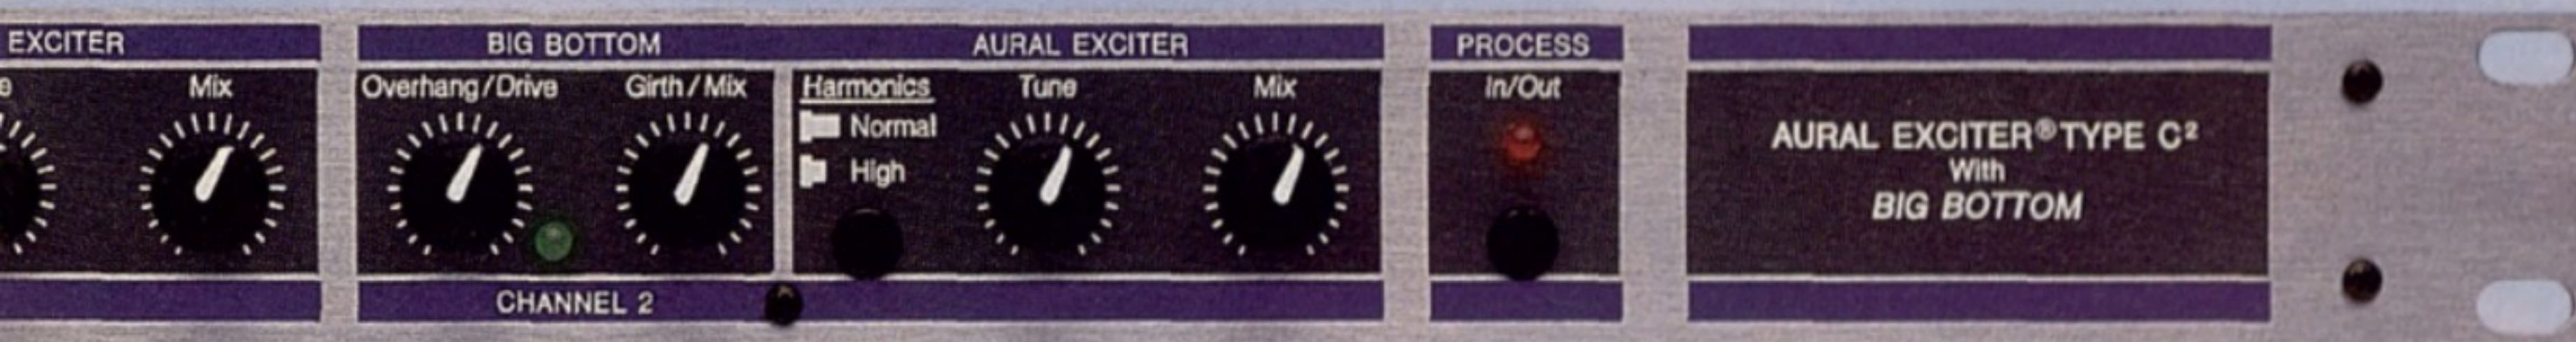 EXCITER
Mix
BIG BOTTOM
Overhang/Drive
Girth/Mix
AURAL EXCITER
Harmonics
Normal
High
Tune
Mix
CHANNEL 2
PROCESS
In/Out
AURAL EXCITER® TYPE C²
With
BIG BOTTOM